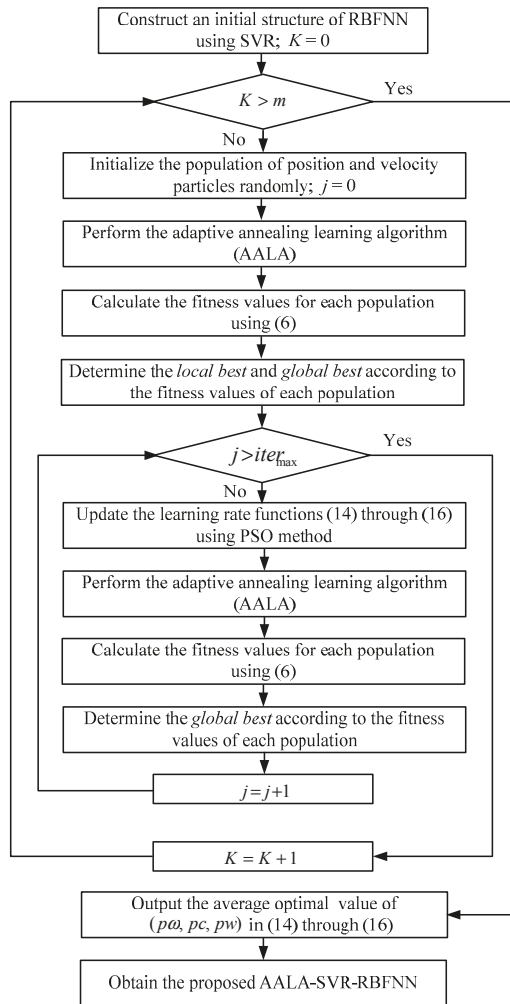 Construct an initial structure of RBFNN
using SVR; K = 0
K > m
Yes
No
Initialize the population of position and velocity
particles randomly; j = 0
Perform the adaptive annealing learning algorithm
(AALA)
Calculate the fitness values for each population
using (6)
Determine the local best and global best according to
the fitness values of each population
j>iter_max
Yes
No
Update the learning rate functions (14) through (16)
using PSO method
Perform the adaptive annealing learning algorithm
(AALA)
Calculate the fitness values for each population
using (6)
Determine the global best according to the fitness
values of each population
j = j+1
K = K + 1
Output the average optimal value of
(pω, pc, pw) in (14) through (16)
Obtain the proposed AALA-SVR-RBFNN